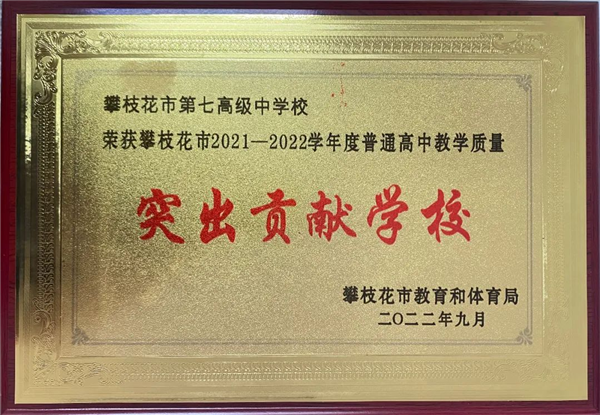 攀枝花市第七高级中学校
荣获攀枝花市2021—2022学年度普通高中教学质量
突出贡献学校
攀枝花市教育和体育局
二〇二二年九月